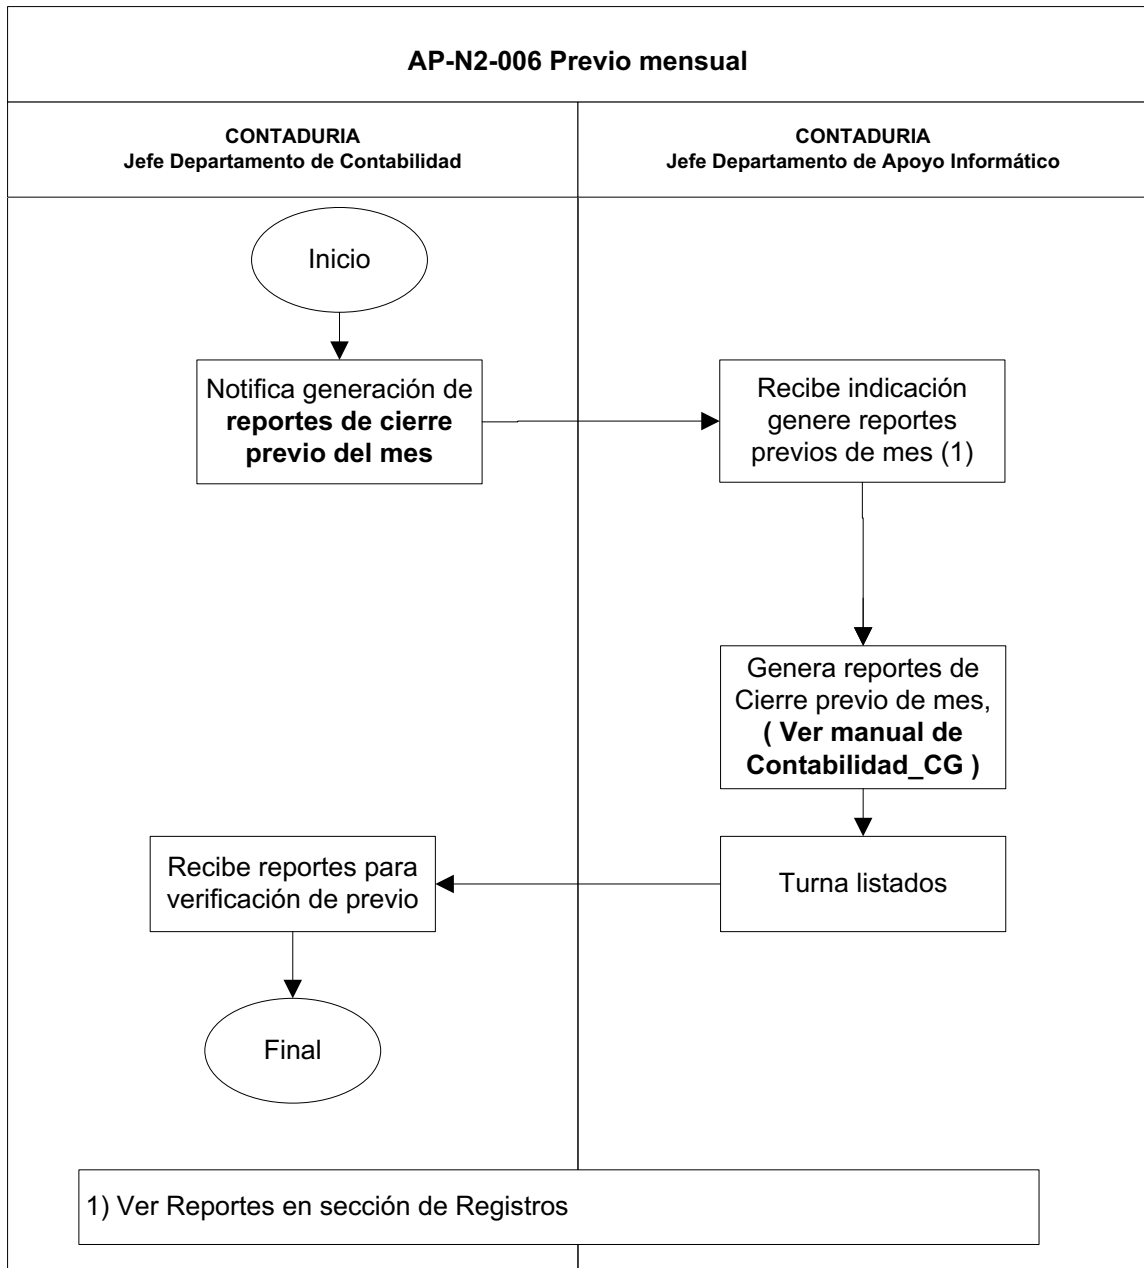 AP-N2-006 Previo mensual
CONTADURIA
Jefe Departamento de Contabilidad
CONTADURIA
Jefe Departamento de Apoyo Informático
Inicio
Notifica generación de
reportes de cierre
previo del mes
Recibe indicación
genere reportes
previos de mes (1)
Genera reportes de
Cierre previo de mes,
( Ver manual de
Contabilidad_CG )
Turna listados
Recibe reportes para
verificación de previo
Final
1) Ver Reportes en sección de Registros